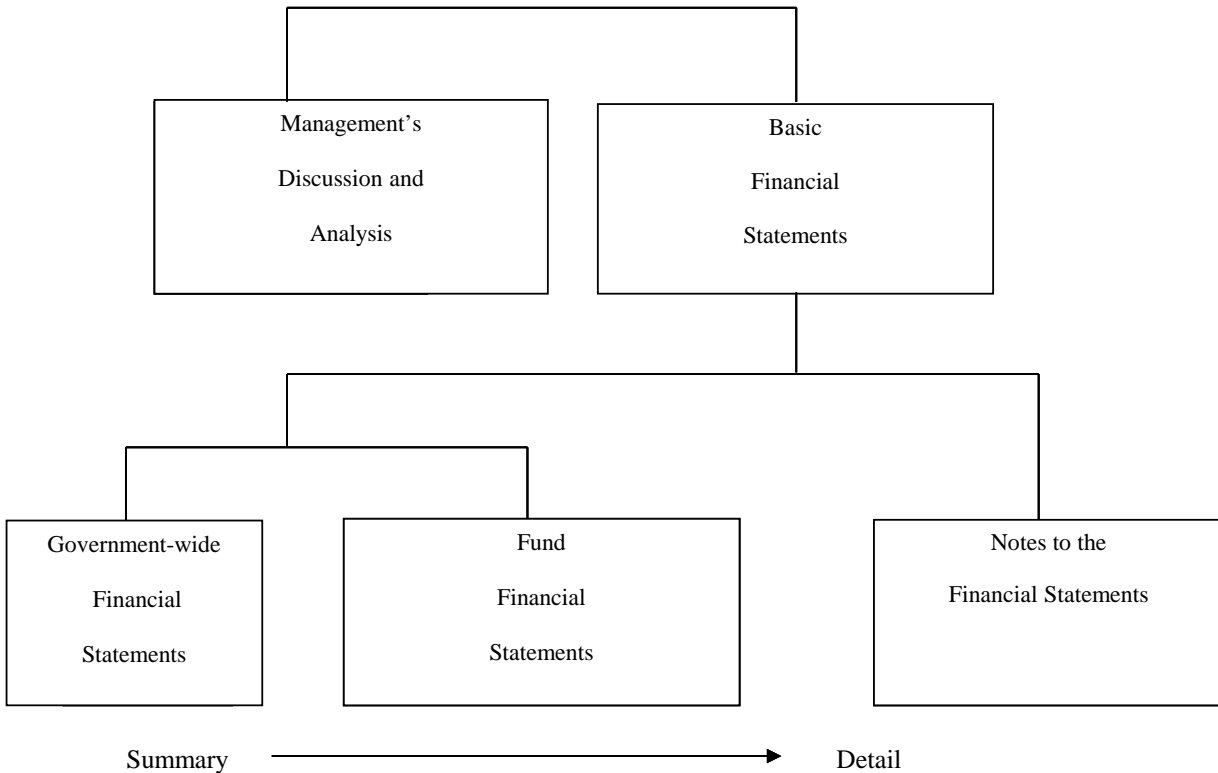 Management’s
Discussion and
Analysis
Basic
Financial
Statements
Government-wide
Financial
Statements
Fund
Financial
Statements
Notes to the
Financial Statements
Summary
Detail